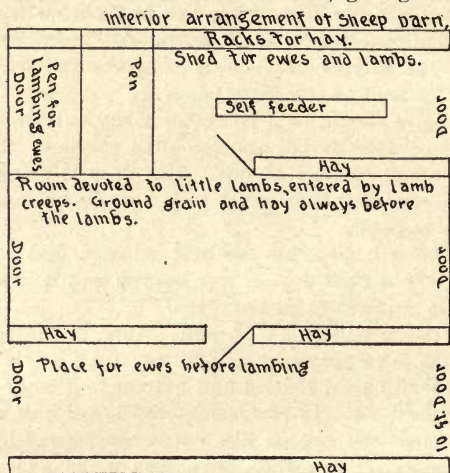 Interior arrangement of Sheep barn,
Racks for hay.
Shed for ewes and lambs.
Pen for
lambing ewes
Door
Pen
Self feeder
Door
Hay
Room devoted to little lambs, entered by lamb
creeps. Ground grain and hay always before
the lambs.
Door
Door
Hay
Hay
Place for ewes before lambing
Door
Door 10 ft.
Hay